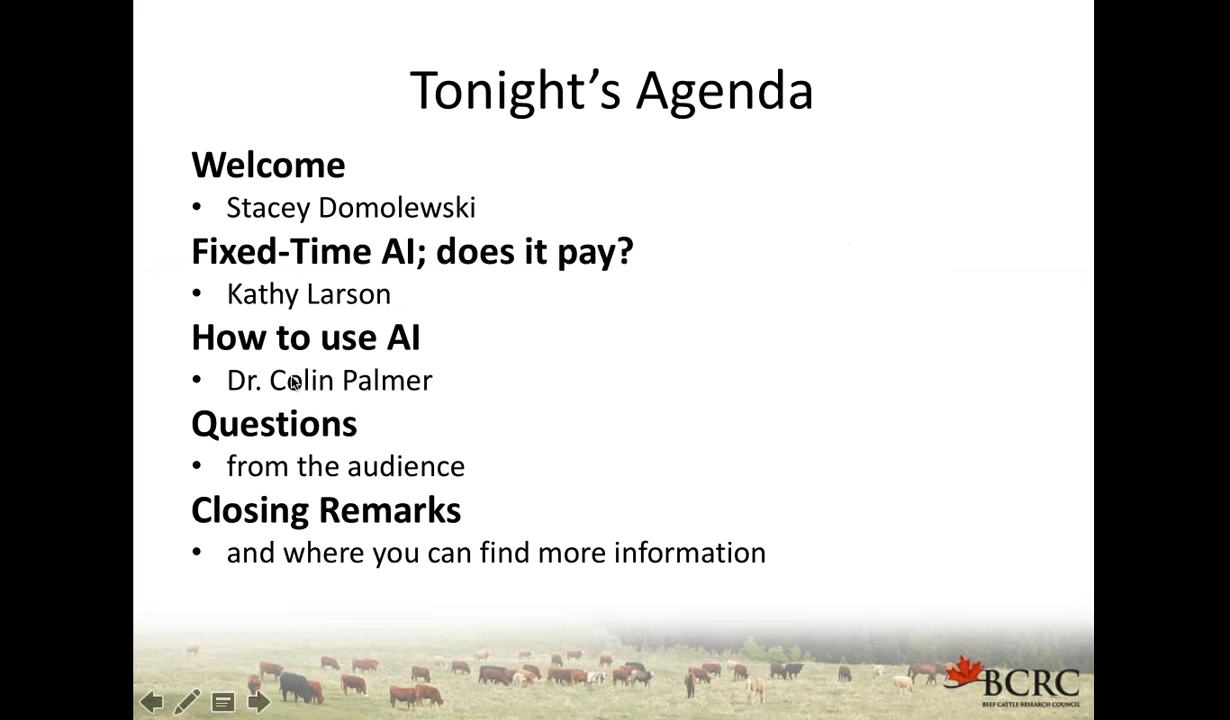 Tonight's Agenda
Welcome
• Stacey Domolewski
Fixed-Time AI; does it pay?
• Kathy Larson
How to use AI
• Dr. Colin Palmer
Questions
• from the audience
Closing Remarks
• and where you can find more information
BCRC
BEEF CATTLE RESEARCH COUNCIL